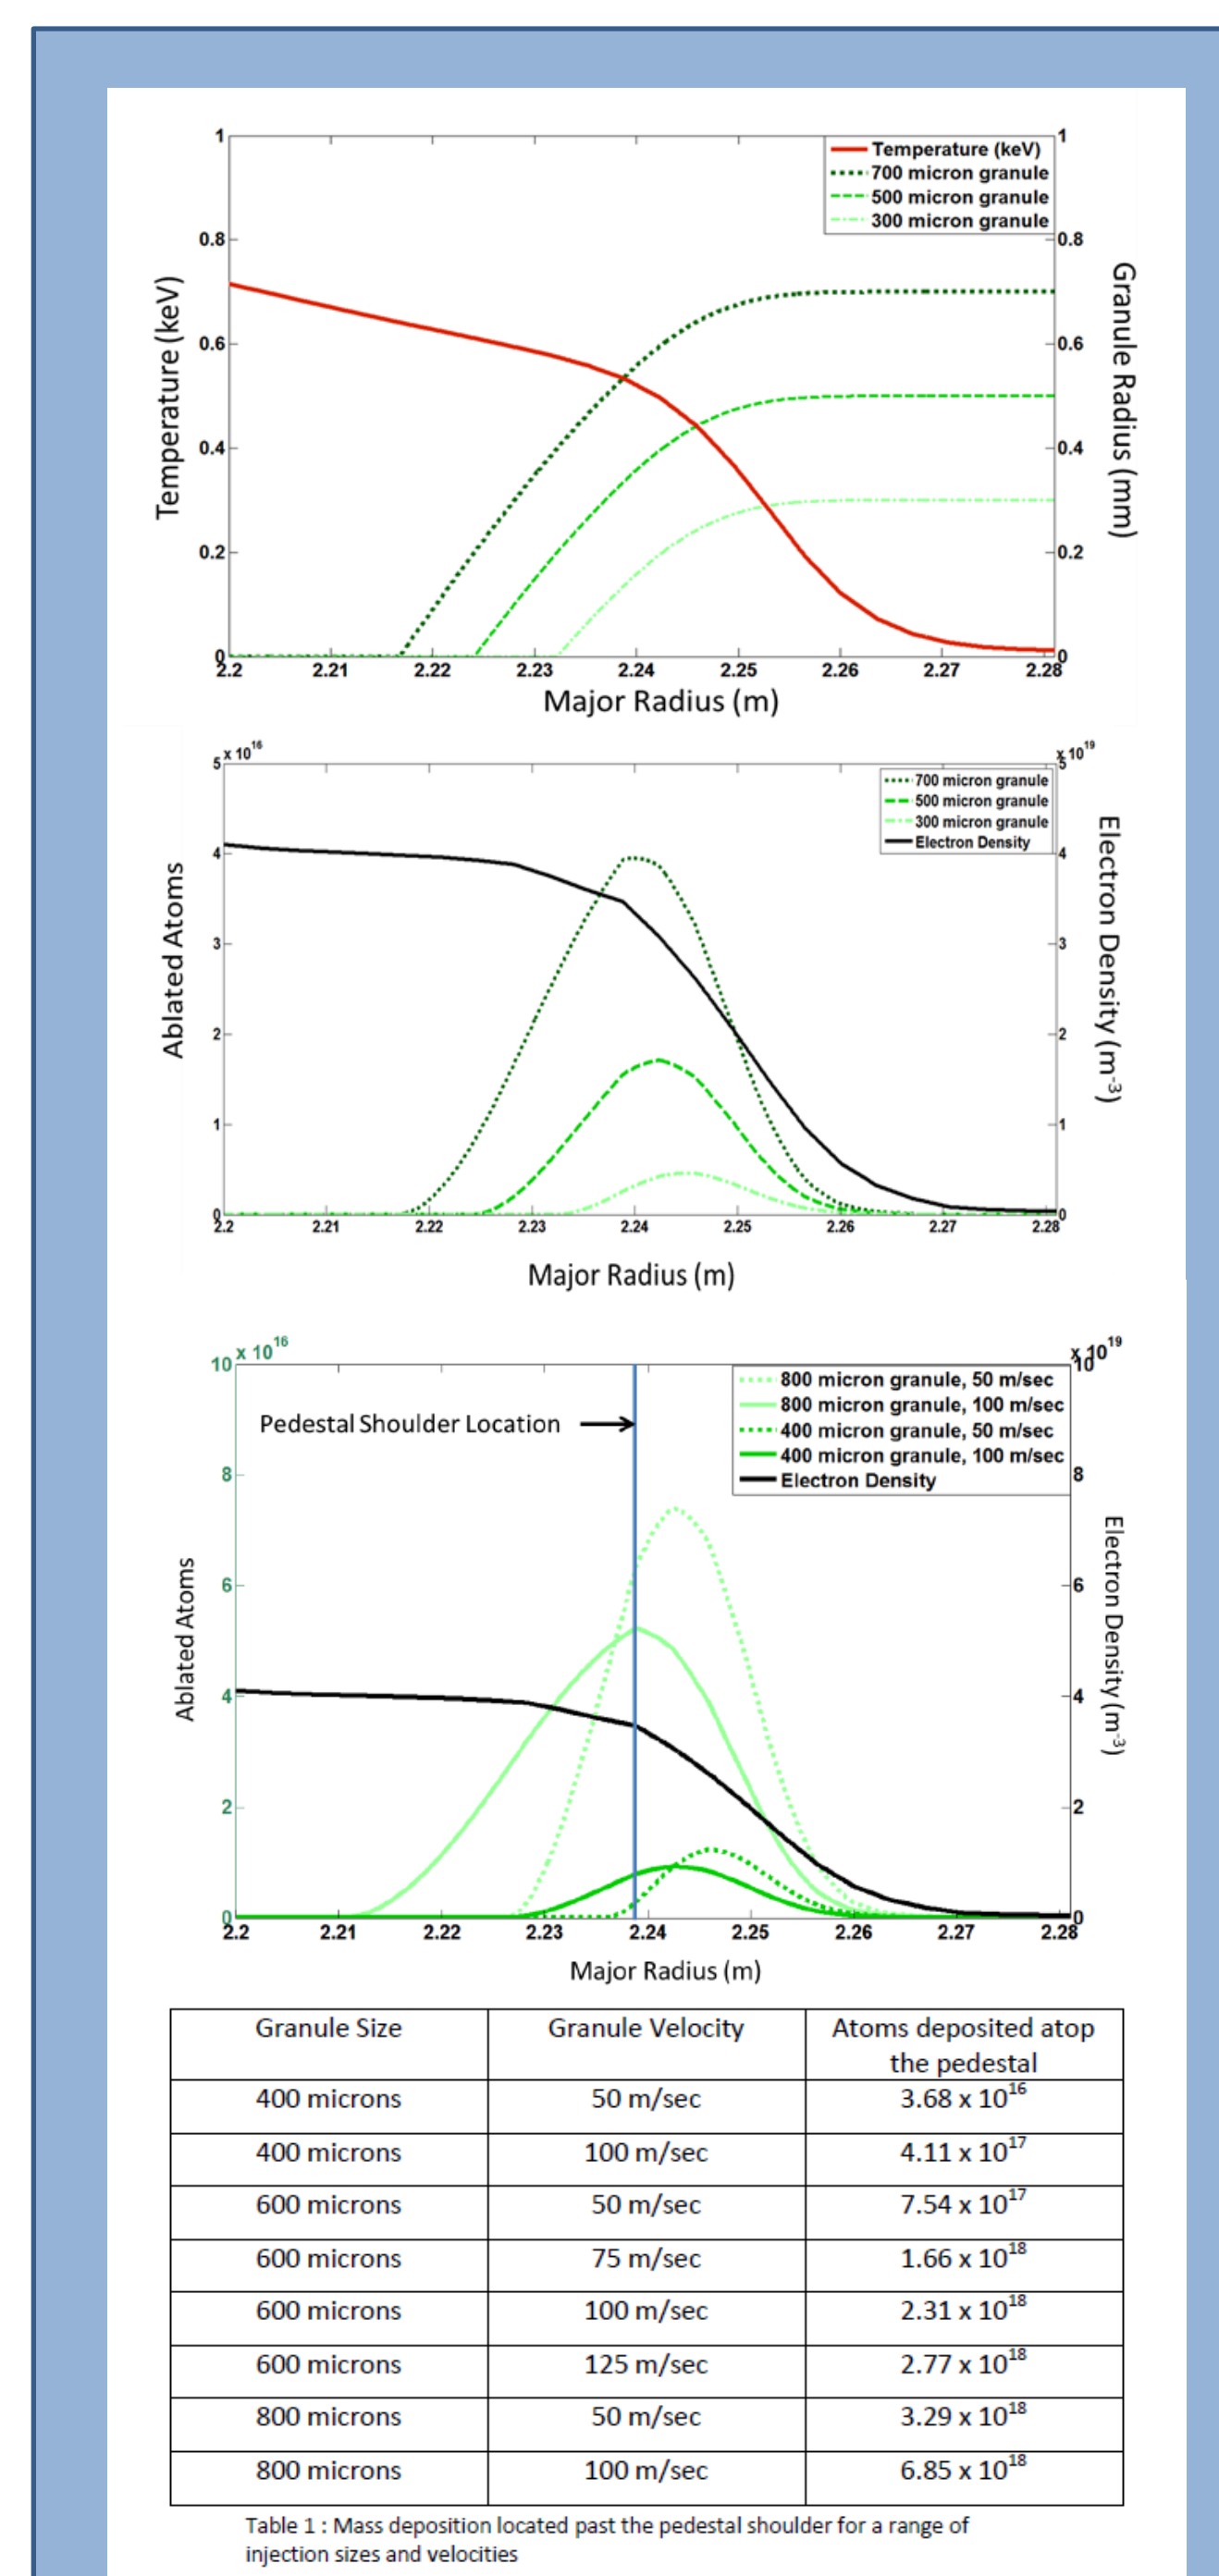 Temperature (keV)
700 micron granule
500 micron granule
300 micron granule
1
0.8
0.6
0.4
0.2
0
Temperature (keV)
1
0.8
0.6
0.4
0.2
0
Granule Radius (mm)
2.2 2.21 2.22 2.23 2.24 2.25 2.26 2.27 2.28
Major Radius (m)
x 10^16
x 10^19
700 micron granule
500 micron granule
300 micron granule
Electron Density
5
4
3
2
1
0
Ablated Atoms
5
4
3
2
1
0
Electron Density (m^-3)
2.2 2.21 2.22 2.23 2.24 2.25 2.26 2.27 2.28
Major Radius (m)
x 10^16
x 10^19
800 micron granule, 50 m/sec
800 micron granule, 100 m/sec
400 micron granule, 50 m/sec
400 micron granule, 100 m/sec
Electron Density
Pedestal Shoulder Location
10
8
6
4
2
0
Ablated Atoms
10
8
6
4
2
0
Electron Density (m^-3)
2.2 2.21 2.22 2.23 2.24 2.25 2.26 2.27 2.28
Major Radius (m)
Granule Size Granule Velocity Atoms deposited atop
the pedestal
400 microns 50 m/sec 3.68 x 10^16
400 microns 100 m/sec 4.11 x 10^17
600 microns 50 m/sec 7.54 x 10^17
600 microns 75 m/sec 1.66 x 10^18
600 microns 100 m/sec 2.31 x 10^18
600 microns 125 m/sec 2.77 x 10^18
800 microns 50 m/sec 3.29 x 10^18
800 microns 100 m/sec 6.85 x 10^18
Table 1 : Mass deposition located past the pedestal shoulder for a range of
injection sizes and velocities